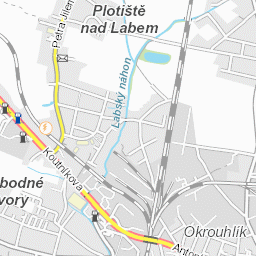 Plotiště
nad Labem
Petra Jilem
Labský náhon
Koutníkova
bodné
vory
Okrouhlík
Anton